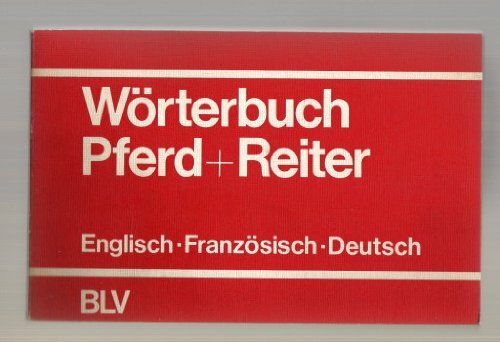 Wörterbuch
Pferd+Reiter
Englisch·Französisch·Deutsch
BLV